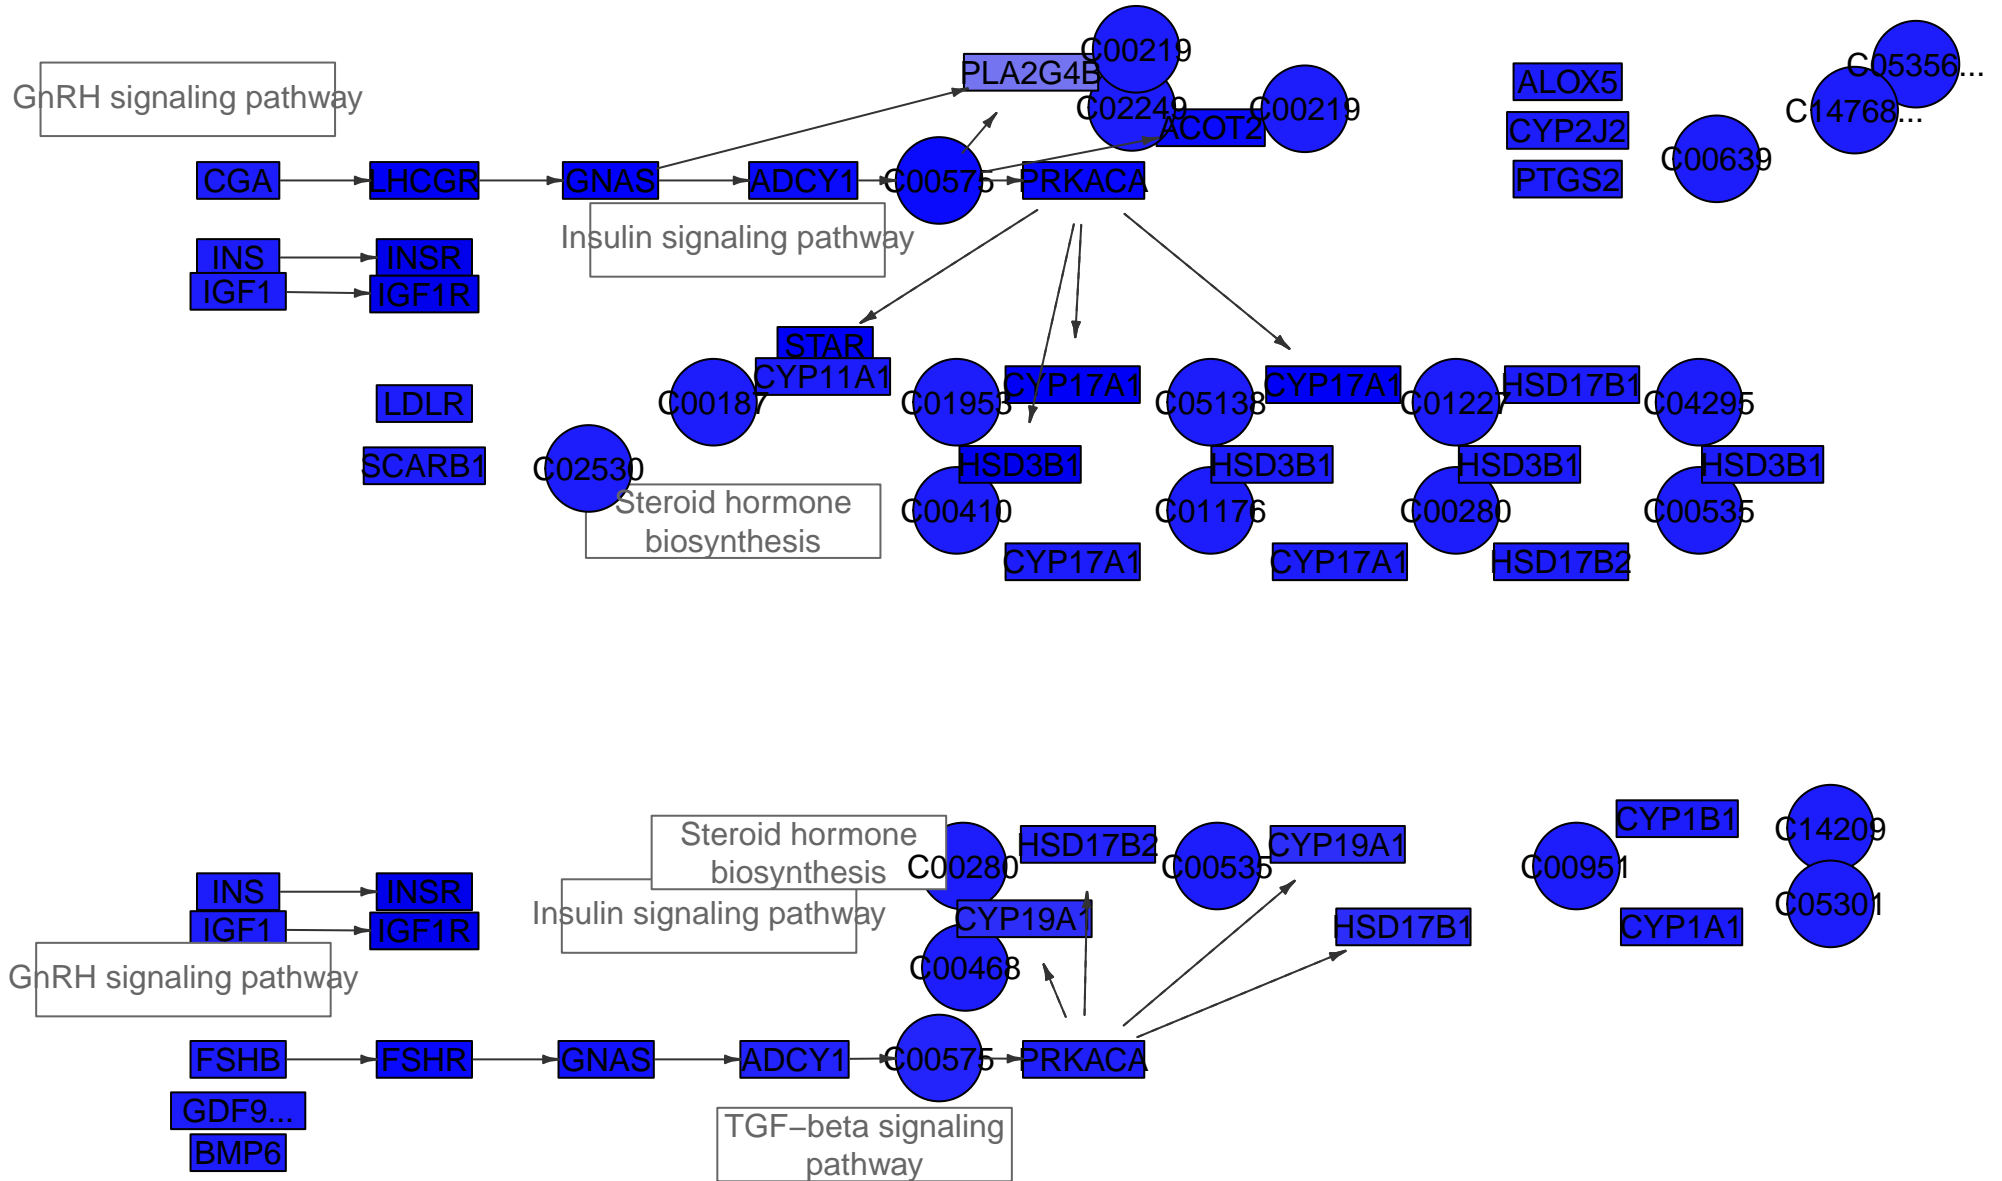 C00219
C05356...
PLA2G4B
ALOX5
GnRH signaling pathway
C02249
ACOT2
C00219
C14768...
CYP2J2
C00639
CGA
LHCGR
GNAS
ADCY1
C00575
PRKACA
PTGS2
Insulin signaling pathway
INS
INSR
IGF1
IGF1R
STAR
CYP11A1
CYP17A1
CYP17A1
HSD17B1
LDLR
C00187
C01953
C05138
C01227
C04295
SCARB1
C02530
HSD3B1
HSD3B1
HSD3B1
HSD3B1
Steroid hormone
biosynthesis
C00410
C01176
C00280
C00535
CYP17A1
CYP17A1
HSD17B2
Steroid hormone
biosynthesis
HSD17B2
CYP19A1
CYP1B1
C14209
C00280
C00535
C00951
INS
INSR
Insulin signaling pathway
CYP19A1
HSD17B1
CYP1A1
C05301
IGF1
IGF1R
GnRH signaling pathway
C00468
FSHB
FSHR
GNAS
ADCY1
C00575
PRKACA
GDF9...
BMP6
TGF−beta signaling
pathway